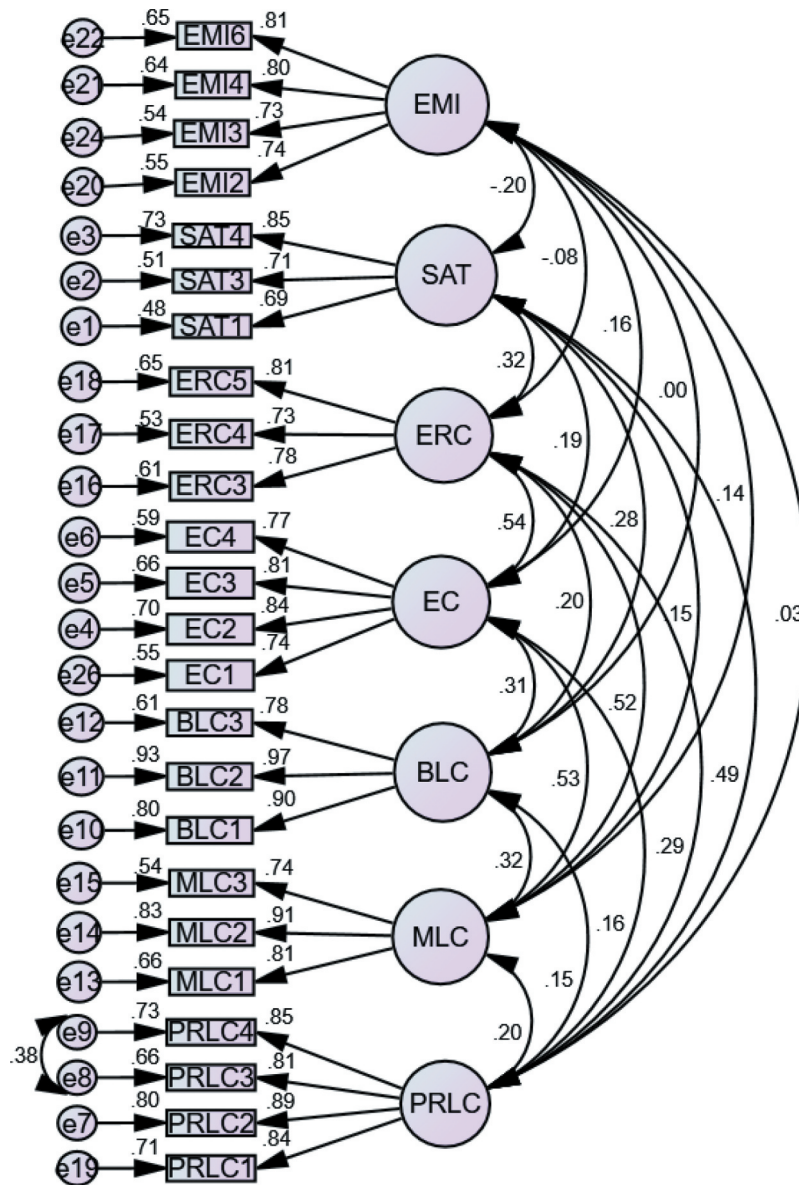 .65 .81
e22 EMI6
.64 .80
e21 EMI4 EMI
.54 .73
e24 EMI3
.55 .74
e20 EMI2
-.20
.73 .85
e3 SAT4
-.08
.51 .71
e2 SAT3 SAT
.48 .69
e1 SAT1
.16
.32
.65 .81
e18 ERC5
.00
.53 .73
e17 ERC4 ERC
.19
.61 .78
e16 ERC3
.14
.59 .77
e6 EC4
.54 .28
.66 .81
e5 EC3
.70 .84
e4 EC2 EC
.20 .15 .03
.55 .74
e26 EC1
.31
.61 .78
e12 BLC3
.52
.93 .97
e11 BLC2 BLC
.53 .49
.80 .90
e10 BLC1
.32 .29
.54 .74
e15 MLC3
.83 .91
e14 MLC2 MLC
.16
.66 .81
e13 MLC1
.15
.73 .85
e9 PRLC4
.20
.38
.66 .81
e8 PRLC3
.80 .89
e7 PRLC2 PRLC
.71 .84
e19 PRLC1